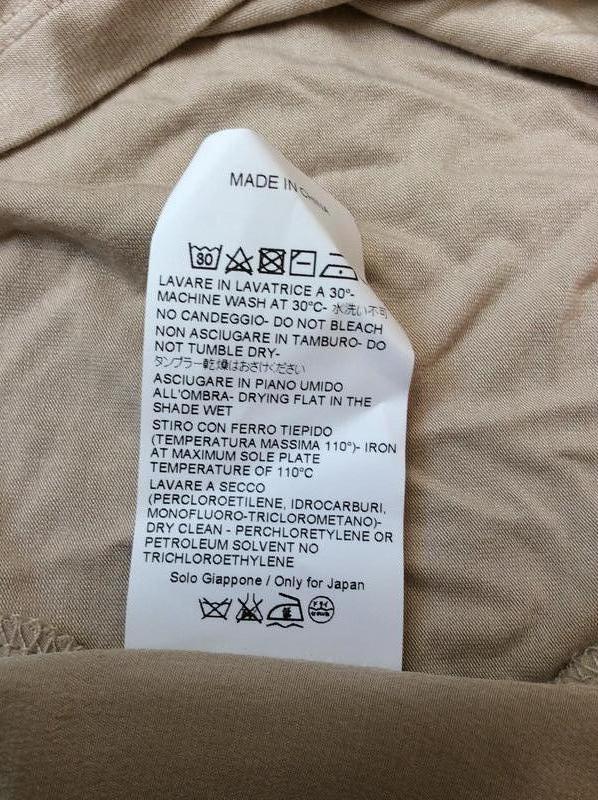 MADE IN CHINA
30
LAVARE IN LAVATRICE A 30°-
MACHINE WASH AT 30°C- 水洗い不可
NO CANDEGGIO- DO NOT BLEACH
NON ASCIUGARE IN TAMBURO- DO
NOT TUMBLE DRY-
タンブラー乾燥はおさけください
ASCIUGARE IN PIANO UMIDO
ALL'OMBRA- DRYING FLAT IN THE
SHADE WET
STIRO CON FERRO TIEPIDO
(TEMPERATURA MASSIMA 110°)- IRON
AT MAXIMUM SOLE PLATE
TEMPERATURE OF 110°C
LAVARE A SECCO
(PERCLOROETILENE, IDROCARBURI,
MONOFLUORO-TRICLOROMETANO)-
DRY CLEAN - PERCHLORETYLENE OR
PETROLEUM SOLVENT NO
TRICHLOROETHYLENE
Solo Giappone / Only for Japan